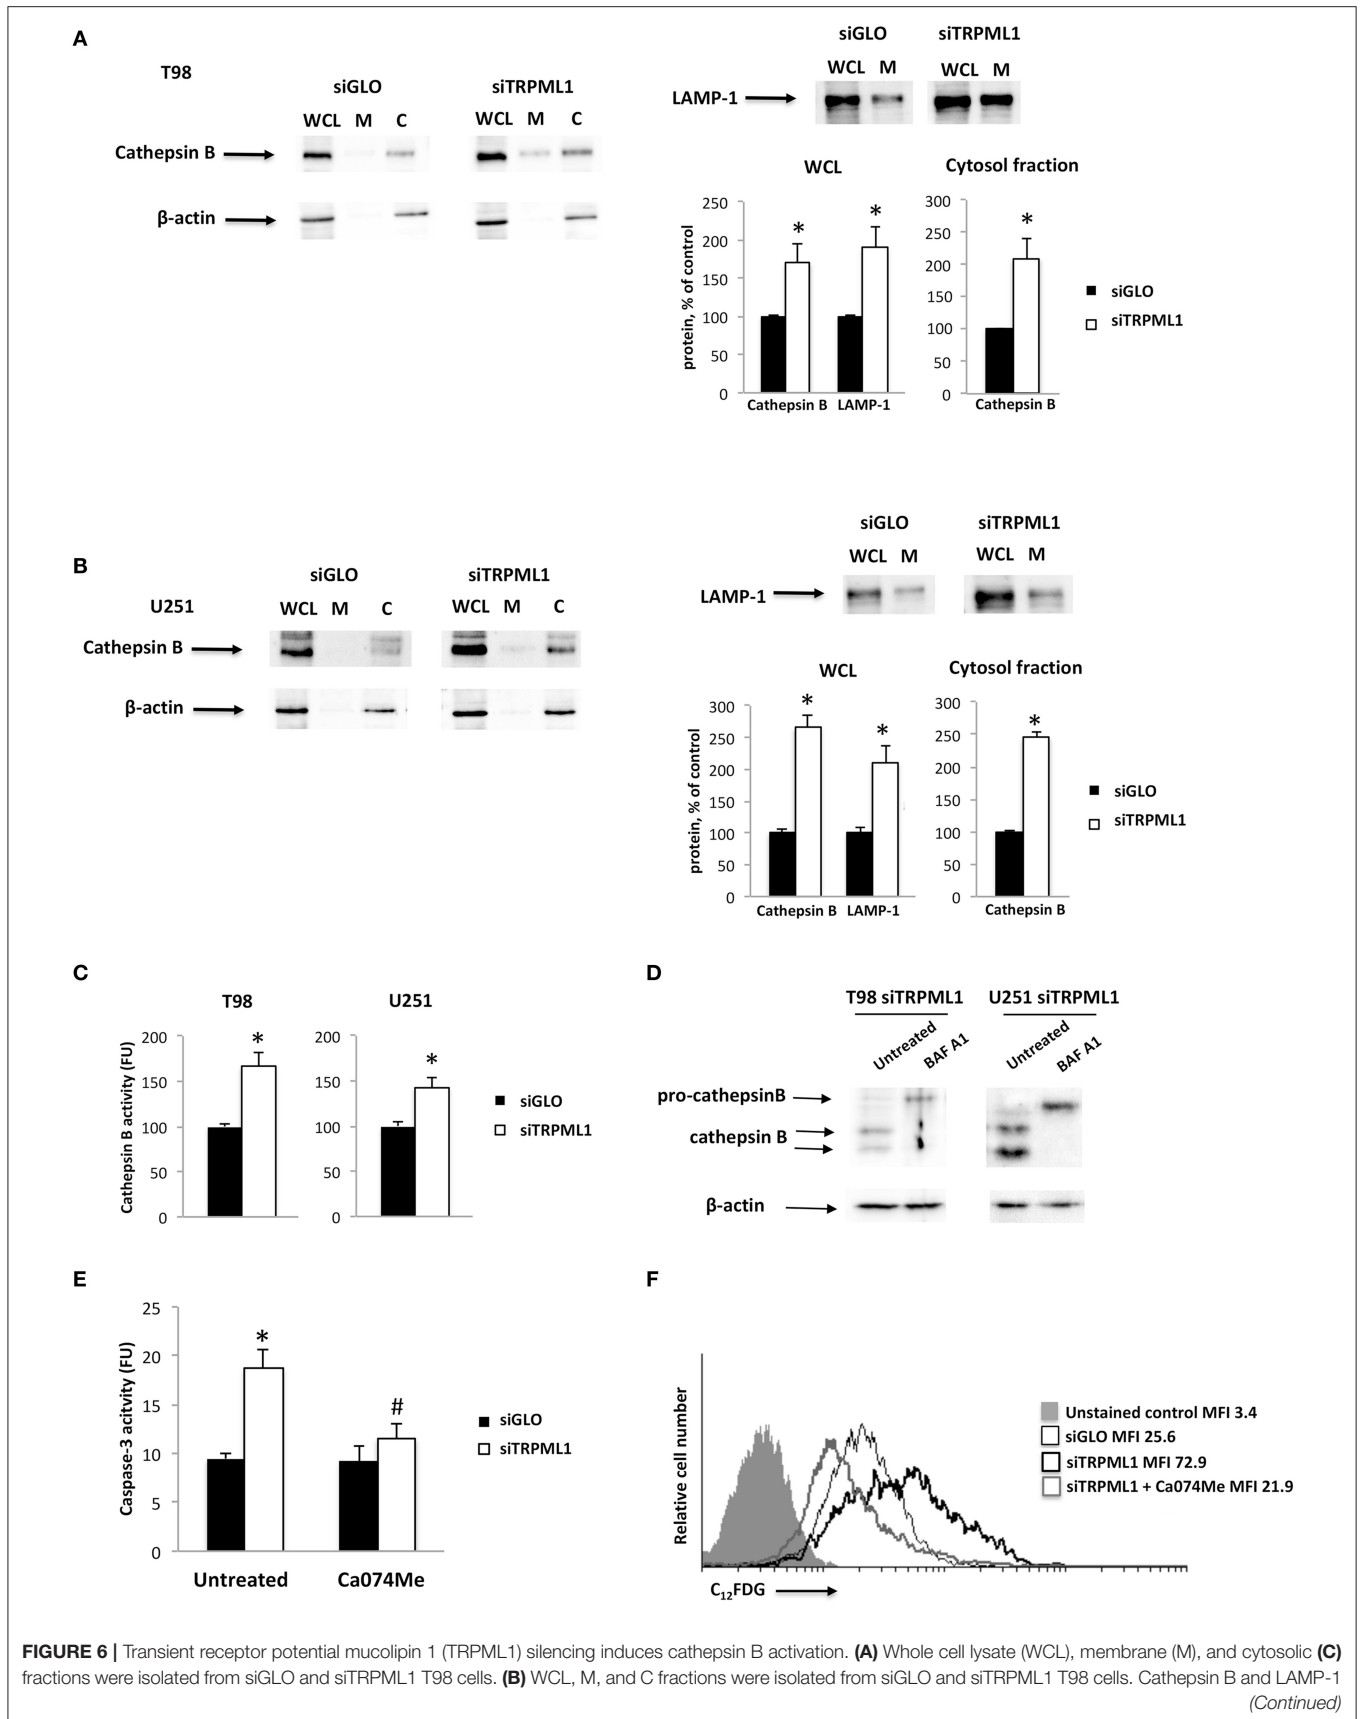 A
T98
siGLO
siTRPML1
WCL M C
WCL M C
Cathepsin B
β-actin
siGLO
siTRPML1
WCL M
WCL M
LAMP-1
WCL
Cytosol fraction
protein, % of control
250
200
150
100
50
0
*
*
Cathepsin B LAMP-1
300
250
200
150
100
50
0
*
Cathepsin B
siGLO
siTRPML1
B
U251
siGLO
siTRPML1
WCL M C
WCL M C
Cathepsin B
β-actin
siGLO
siTRPML1
WCL M
WCL M
LAMP-1
WCL
Cytosol fraction
protein, % of control
300
250
200
150
100
50
0
*
*
Cathepsin B LAMP-1
300
250
200
150
100
50
0
*
Cathepsin B
siGLO
siTRPML1
C
T98
U251
Cathepsin B activity (FU)
200
150
100
50
0
*
200
150
100
50
0
*
siGLO
siTRPML1
D
T98 siTRPML1
U251 siTRPML1
Untreated
BAF A1
Untreated
BAF A1
pro-cathepsinB
cathepsin B
β-actin
E
Caspase-3 acitvity (FU)
25
20
15
10
5
0
*
#
Untreated
Ca074Me
siGLO
siTRPML1
F
Relative cell number
C12FDG
Unstained control MFI 3.4
siGLO MFI 25.6
siTRPML1 MFI 72.9
siTRPML1 + Ca074Me MFI 21.9
FIGURE 6 | Transient receptor potential mucolipin 1 (TRPML1) silencing induces cathepsin B activation. (A) Whole cell lysate (WCL), membrane (M), and cytosolic (C)
fractions were isolated from siGLO and siTRPML1 T98 cells. (B) WCL, M, and C fractions were isolated from siGLO and siTRPML1 T98 cells. Cathepsin B and LAMP-1
(Continued)